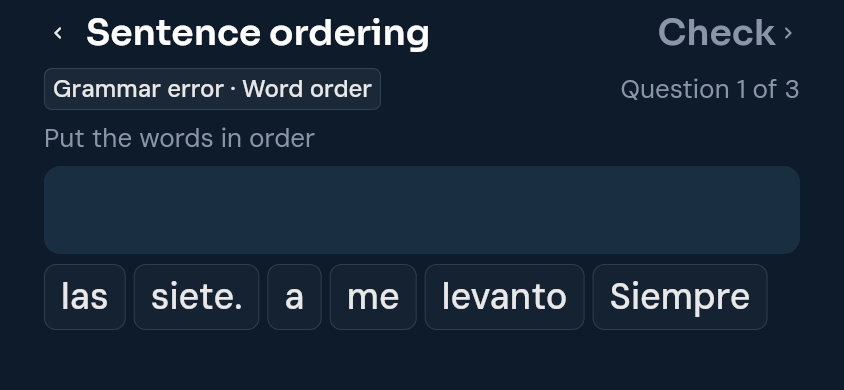 ‹ Sentence ordering Check ›
Grammar error · Word order Question 1 of 3
Put the words in order
las siete. a me levanto Siempre